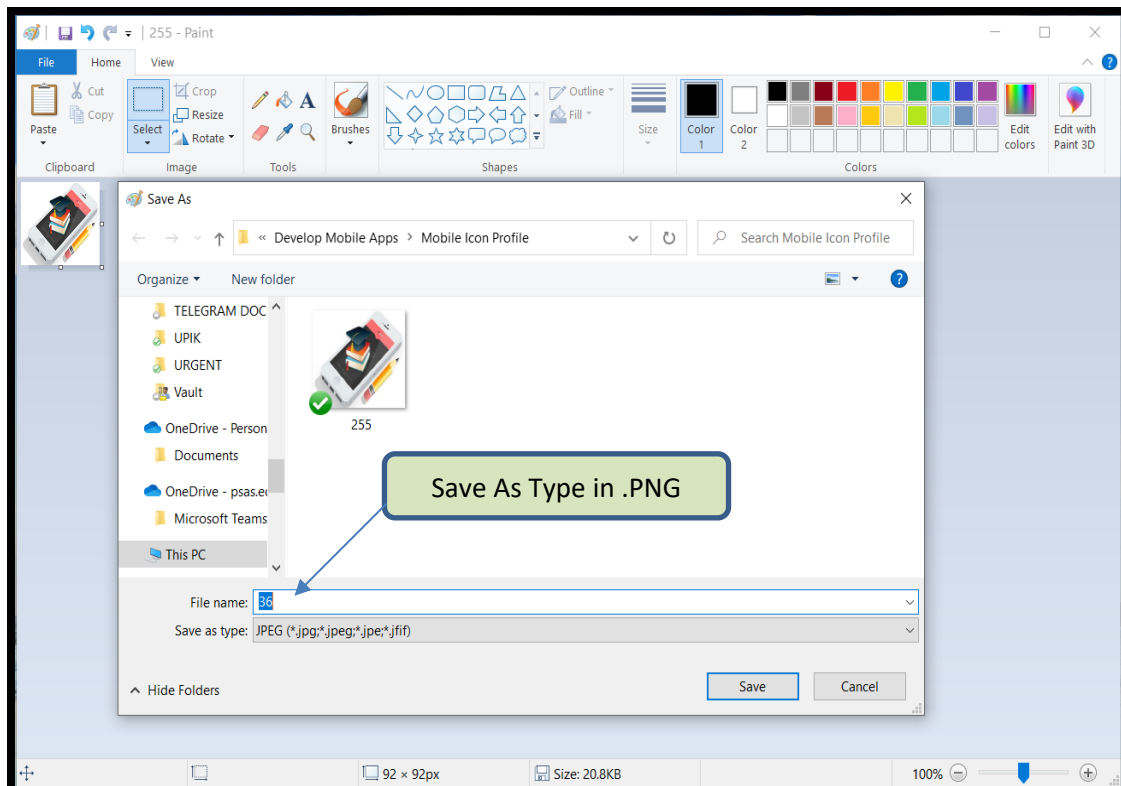 255 - Paint
File Home View
Cut
Copy
Paste
Clipboard
Select
Crop
Resize
Rotate
Image
A
Tools
Brushes
Outline
Fill
Shapes
Size
Color
1
Color
2
Edit
colors
Colors
Edit with
Paint 3D
Save As
« Develop Mobile Apps > Mobile Icon Profile
Search Mobile Icon Profile
Organize New folder
TELEGRAM DOC
UPIK
URGENT
Vault
OneDrive - Person
Documents
OneDrive - psas.ed
Microsoft Teams
This PC
255
Save As Type in .PNG
File name: 36
Save as type: JPEG (*.jpg;*.jpeg;*.jpe;*.jfif)
Hide Folders
Save Cancel
92 × 92px
Size: 20.8KB
100%